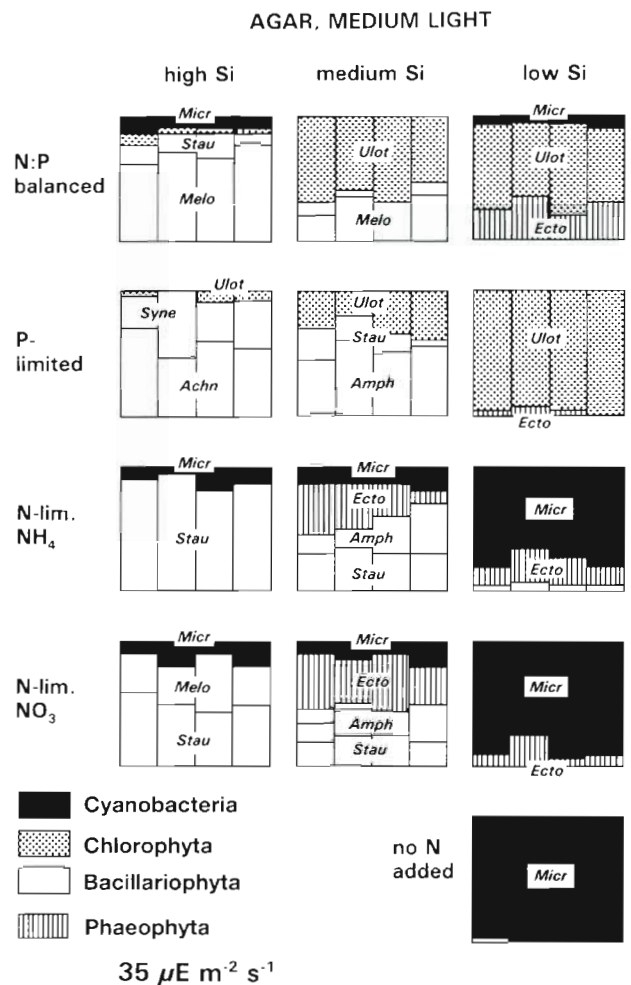 AGAR, MEDIUM LIGHT
high Si medium Si low Si
N:P
balanced
Micr
Stau
Melo
Ulot
Melo
Micr
Ulot
Ecto
P-
limited
Ulot
Syne
Achn
Ulot
Stau
Amph
Ulot
Ecto
N-lim.
NH4
Micr
Stau
Micr
Ecto
Amph
Stau
Micr
Ecto
N-lim.
NO3
Micr
Melo
Stau
Micr
Ecto
Amph
Stau
Micr
Ecto
Cyanobacteria
Chlorophyta
Bacillariophyta
Phaeophyta
no N
added
Micr
35 µE m-2 s-1